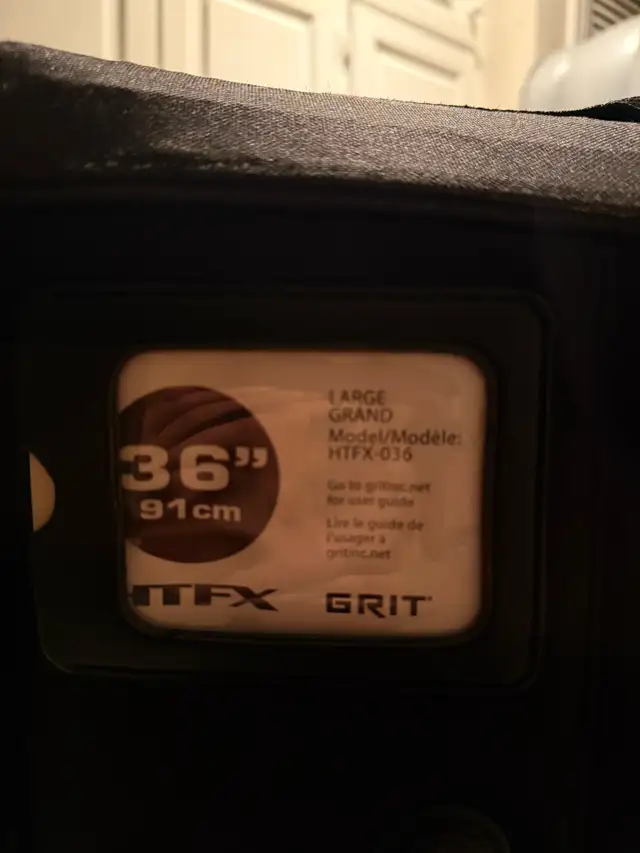 36”
91cm
HTFX
LARGE
GRAND
Model/Modèle:
HTFX-036
Go to gritinc.net
for user guide
Lire le guide de
l'usager à
gritinc.net
GRIT